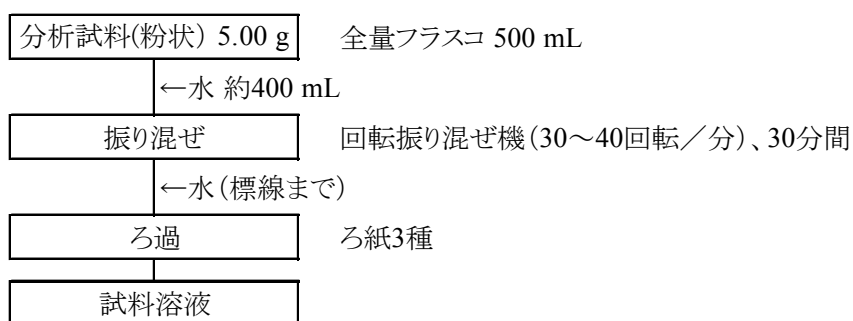 分析試料(粉状) 5.00 g 全量フラスコ 500 mL
←水 約400 mL
振り混ぜ 回転振り混ぜ機(30～40回転／分)、30分間
←水(標線まで)
ろ過 ろ紙3種
試料溶液